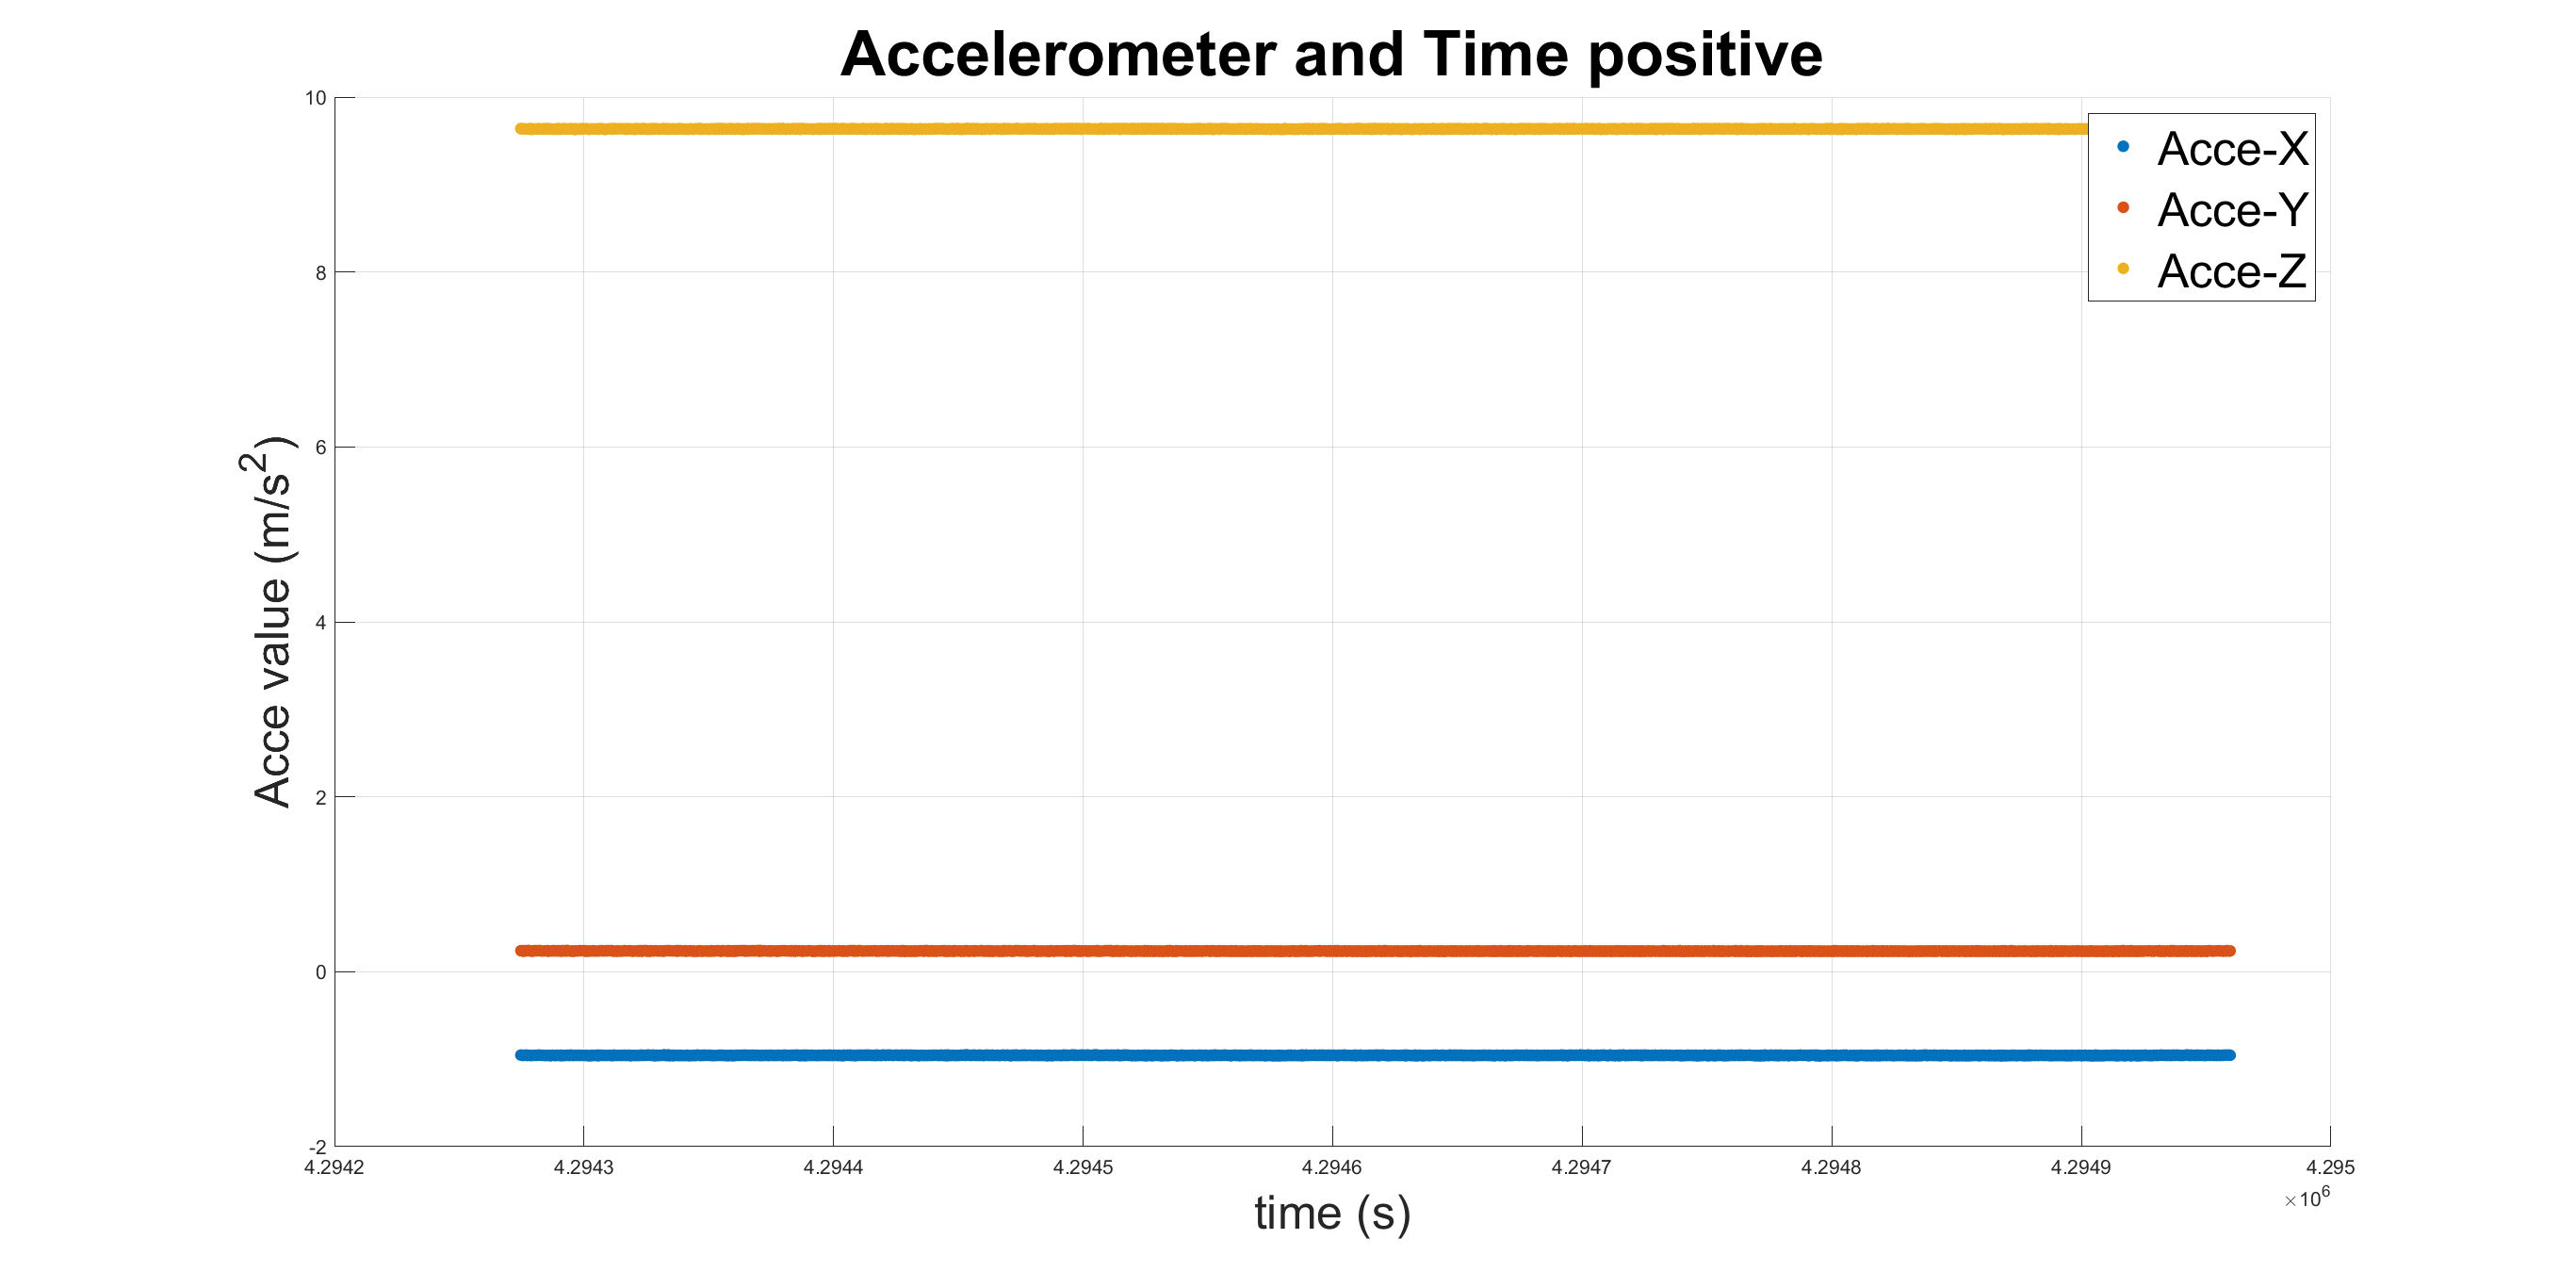 Accelerometer and Time positive
10
8
6
4
2
0
-2
Acce value (m/s²)
Acce-X
Acce-Y
Acce-Z
4.2942 4.2943 4.2944 4.2945 4.2946 4.2947 4.2948 4.2949 4.295
×10⁶
time (s)